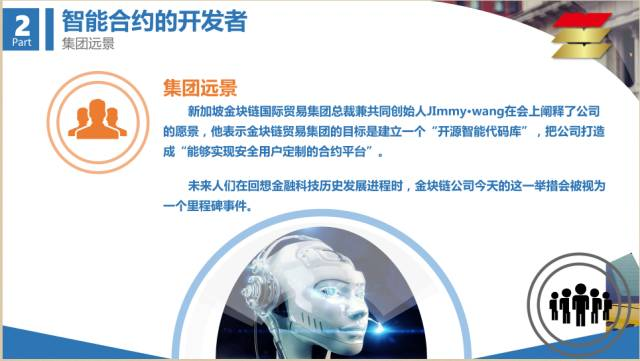 2
Part
智能合约的开发者
集团远景
集团远景
新加坡金块链国际贸易集团总裁兼共同创始人JImmy•wang在会上阐释了公司
的愿景，他表示金块链贸易集团的目标是建立一个“开源智能代码库”，把公司打造
成“能够实现安全用户定制的合约平台”。
未来人们在回想金融科技历史发展进程时，金块链公司今天的这一举措会被视为
一个里程碑事件。